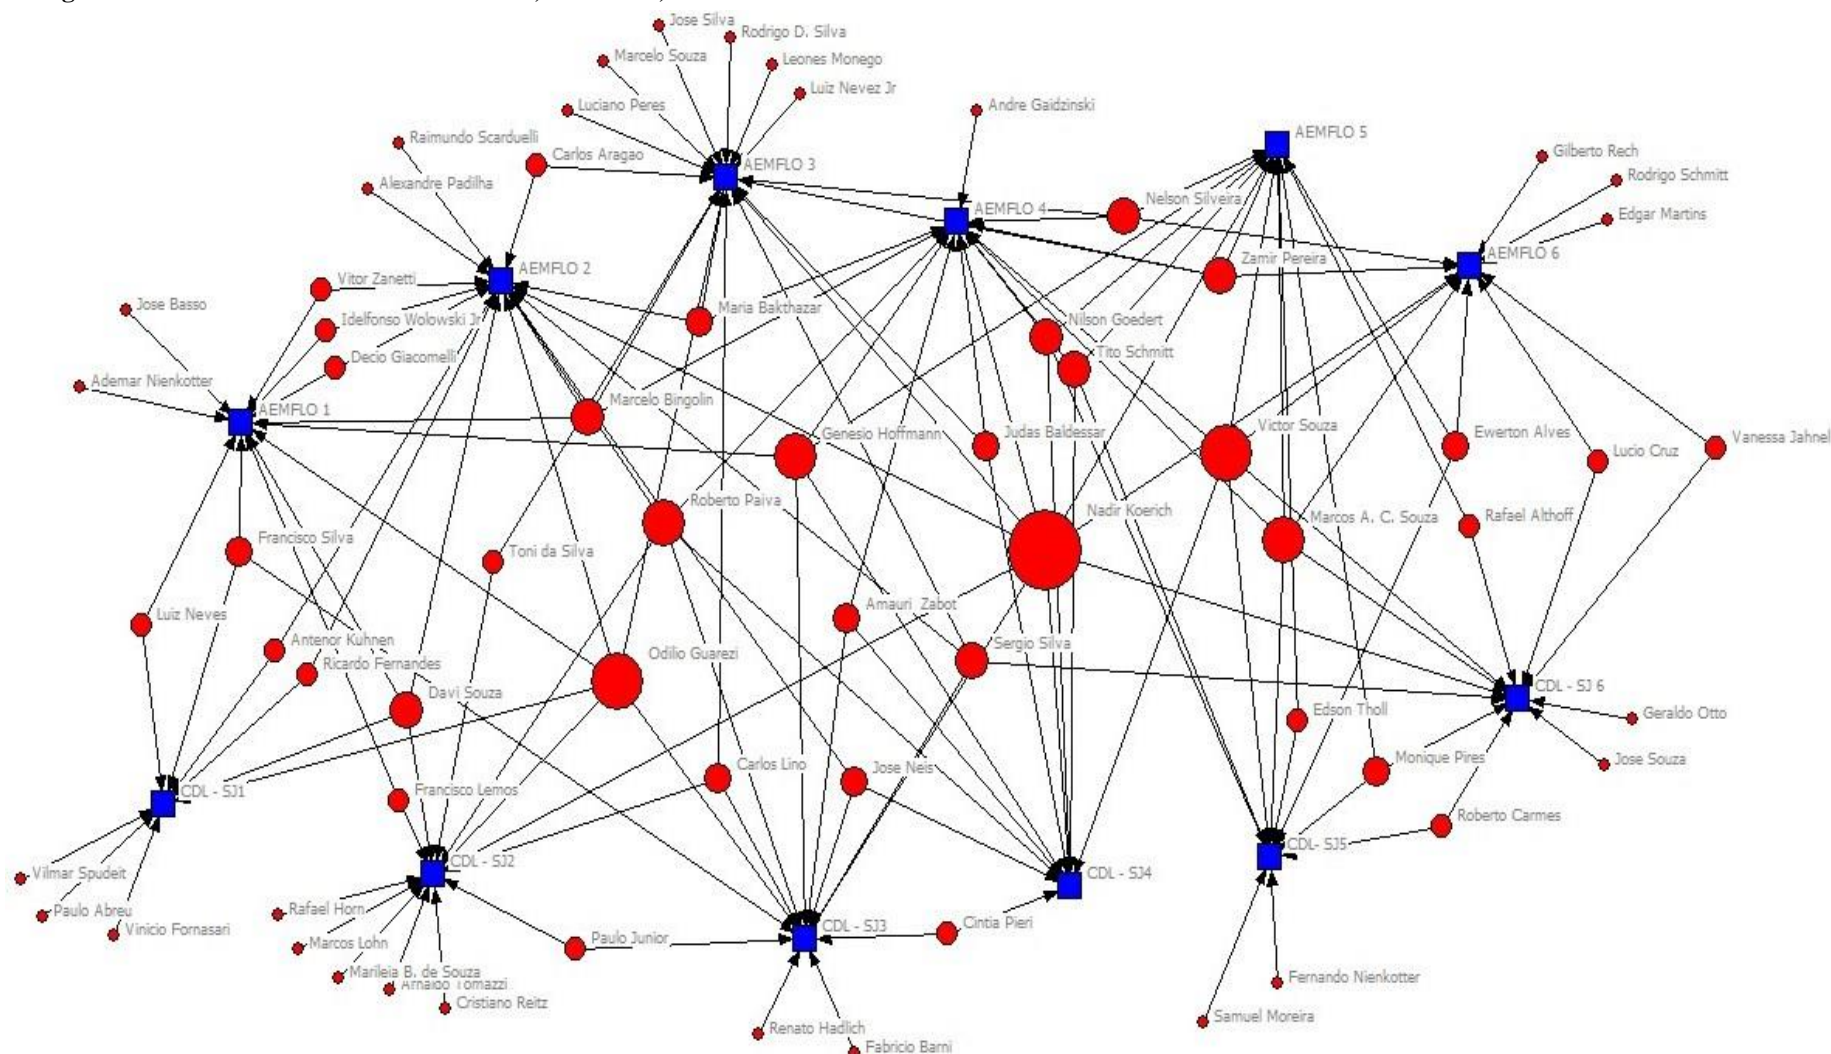 Jose Silva
Rodrigo D. Silva
Marcelo Souza
Leones Monego
Luiz Nevez Jr
Luciano Peres
Andre Gaidzinski
AEMFLO 5
Raimundo Scarduelli
Carlos Aragao
AEMFLO 3
Gilberto Rech
Rodrigo Schmitt
Alexandre Padilha
Nelson Silveira
AEMFLO 4
Edgar Martins
AEMFLO 2
Zamir Pereira
AEMFLO 6
Vitor Zanetti
Jose Basso
Maria Bakthazar
Idelfonso Wolowski Jr
Nilson Goedert
Decio Giacomelli
Tito Schmitt
Ademar Nienkotter
AEMFLO 1
Marcelo Bingolin
Genesio Hoffmann
Judas Baldessar
Victor Souza
Ewerton Alves
Lucio Cruz
Vanessa Jahnel
Roberto Paiva
Nadir Koerich
Marcos A. C. Souza
Rafael Althoff
Francisco Silva
Toni da Silva
Luiz Neves
Amauri Zabot
Antenor Kuhnen
Ricardo Fernandes
Odilio Guarezi
Sergio Silva
Davi Souza
CDL - SJ 6
Edson Tholl
Geraldo Otto
Carlos Lino
Jose Neis
Monique Pires
Jose Souza
CDL - SJ1
Francisco Lemos
Roberto Carmes
CDL- SJ5
CDL - SJ2
CDL - SJ4
Vilmar Spudeit
Paulo Abreu
Vinicio Fornasari
Rafael Horn
Marcos Lohn
Paulo Junior
CDL - SJ3
Cintia Pieri
Marileia B. de Souza
Arnaldo Tomazzi
Cristiano Reitz
Fernando Nienkotter
Samuel Moreira
Renato Hadlich
Fabricio Barni